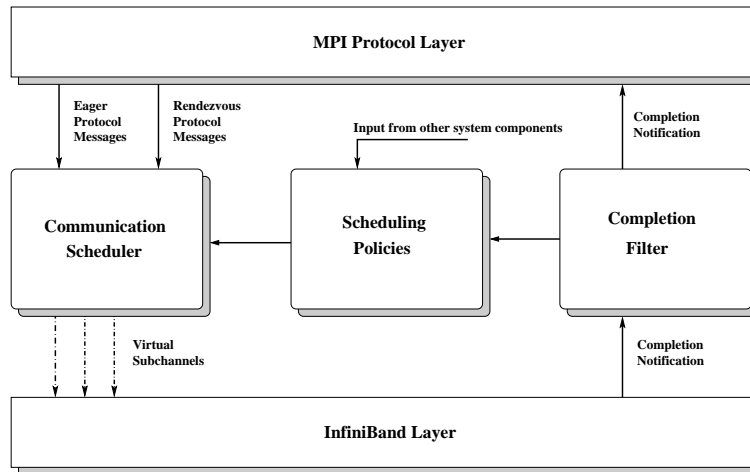 MPI Protocol Layer
Eager
Protocol
Messages
Rendezvous
Protocol
Messages
Input from other system components
Completion
Notification
Communication
Scheduler
Scheduling
Policies
Completion
Filter
Virtual
Subchannels
Completion
Notification
InfiniBand Layer